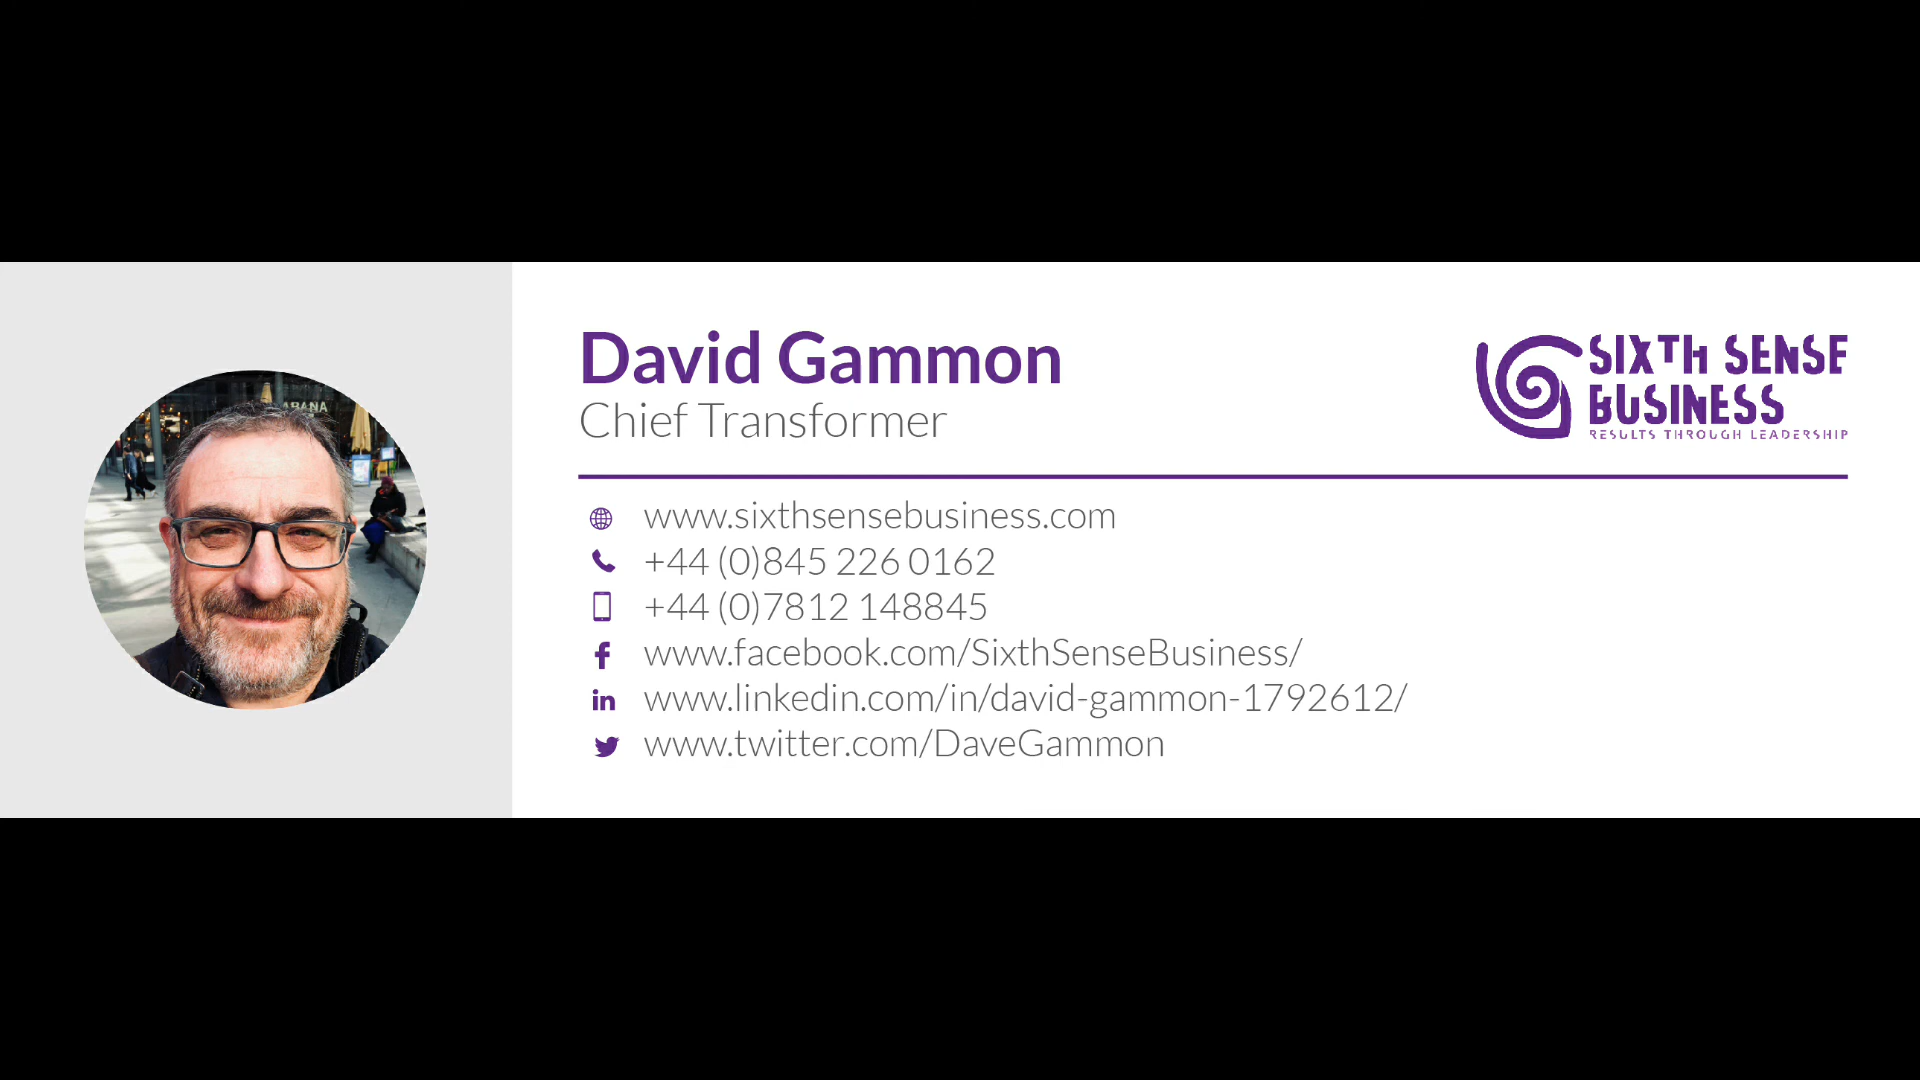 David Gammon
Chief Transformer
SIXTH SENSE
BUSINESS
RESULTS THROUGH LEADERSHIP
www.sixthsensebusiness.com
+44 (0)845 226 0162
+44 (0)7812 148845
www.facebook.com/SixthSenseBusiness/
www.linkedin.com/in/david-gammon-1792612/
www.twitter.com/DaveGammon